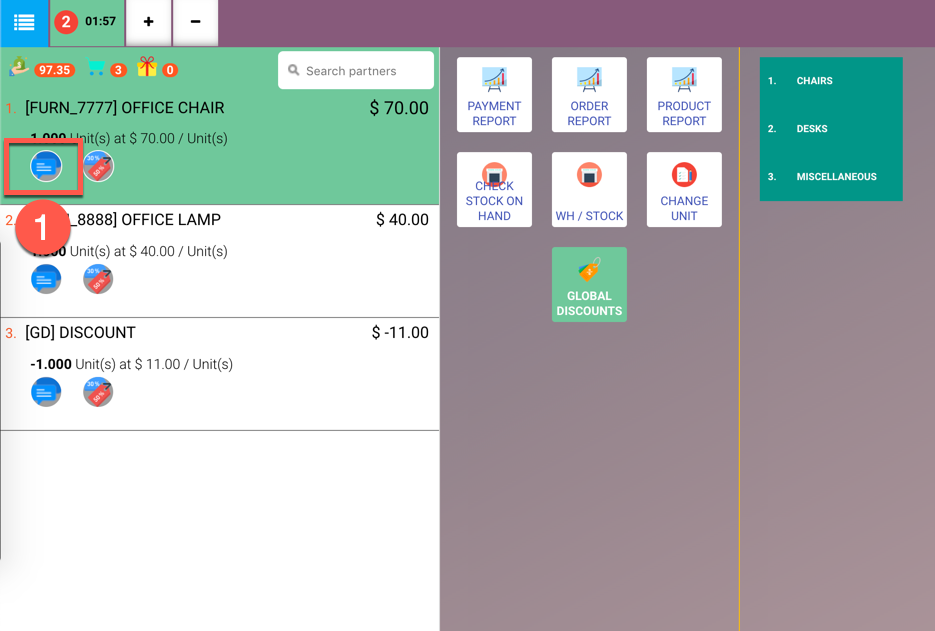 2 01:57 + −
97.35 3 0 Search partners
1. [FURN_7777] OFFICE CHAIR $ 70.00
1.000 Unit(s) at $ 70.00 / Unit(s)
30 % 50 %
1
2. _8888] OFFICE LAMP $ 40.00
Unit(s) at $ 40.00 / Unit(s)
30 % 50 %
3. [GD] DISCOUNT $ -11.00
-1.000 Unit(s) at $ 11.00 / Unit(s)
30 % 50 %
PAYMENT
REPORT
ORDER
REPORT
PRODUCT
REPORT
CHECK
STOCK ON
HAND
WH / STOCK
CHANGE
UNIT
GLOBAL
DISCOUNTS
1. CHAIRS
2. DESKS
3. MISCELLANEOUS